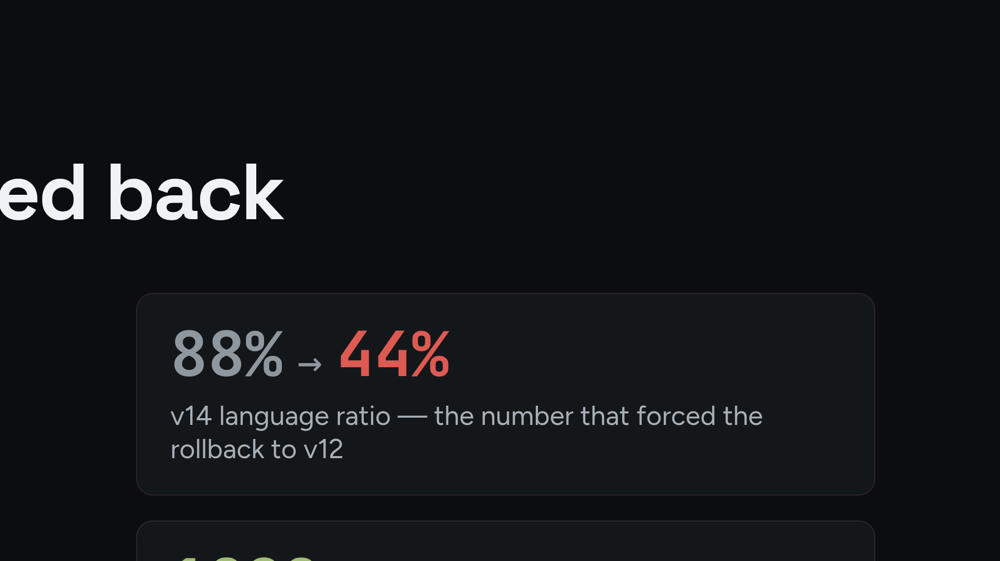 ed back
88% → 44%
v14 language ratio — the number that forced the
rollback to v12